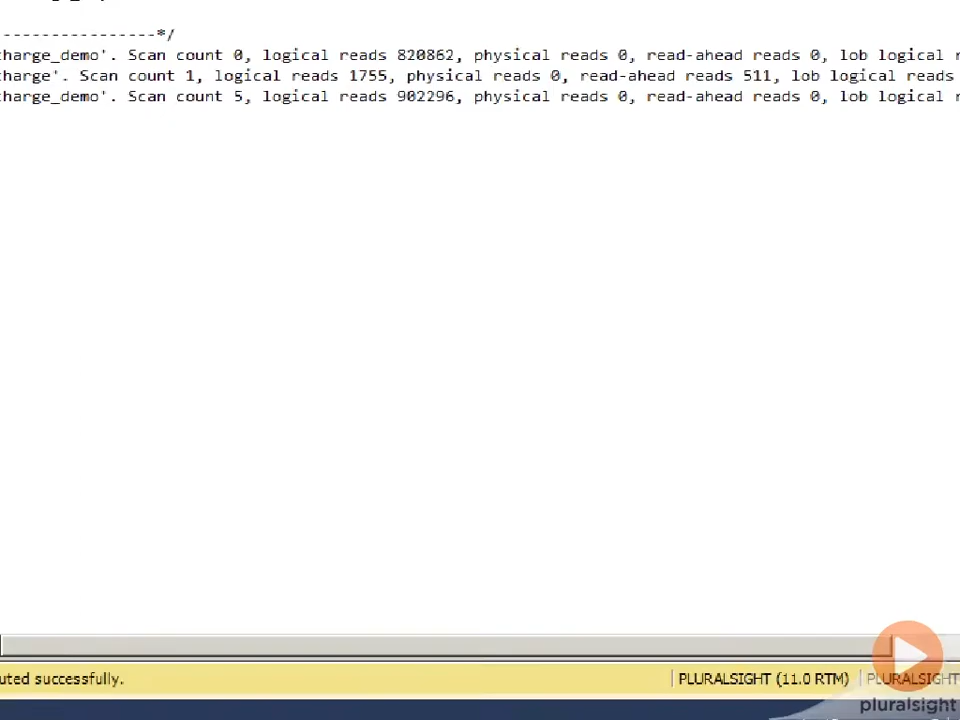 -----------------*/
charge_demo'. Scan count 0, logical reads 820862, physical reads 0, read-ahead reads 0, lob logical r
charge'. Scan count 1, logical reads 1755, physical reads 0, read-ahead reads 511, lob logical reads
charge_demo'. Scan count 5, logical reads 902296, physical reads 0, read-ahead reads 0, lob logical r
uted successfully.
PLURALSIGHT (11.0 RTM)
PLURALSIGHT
pluralsight